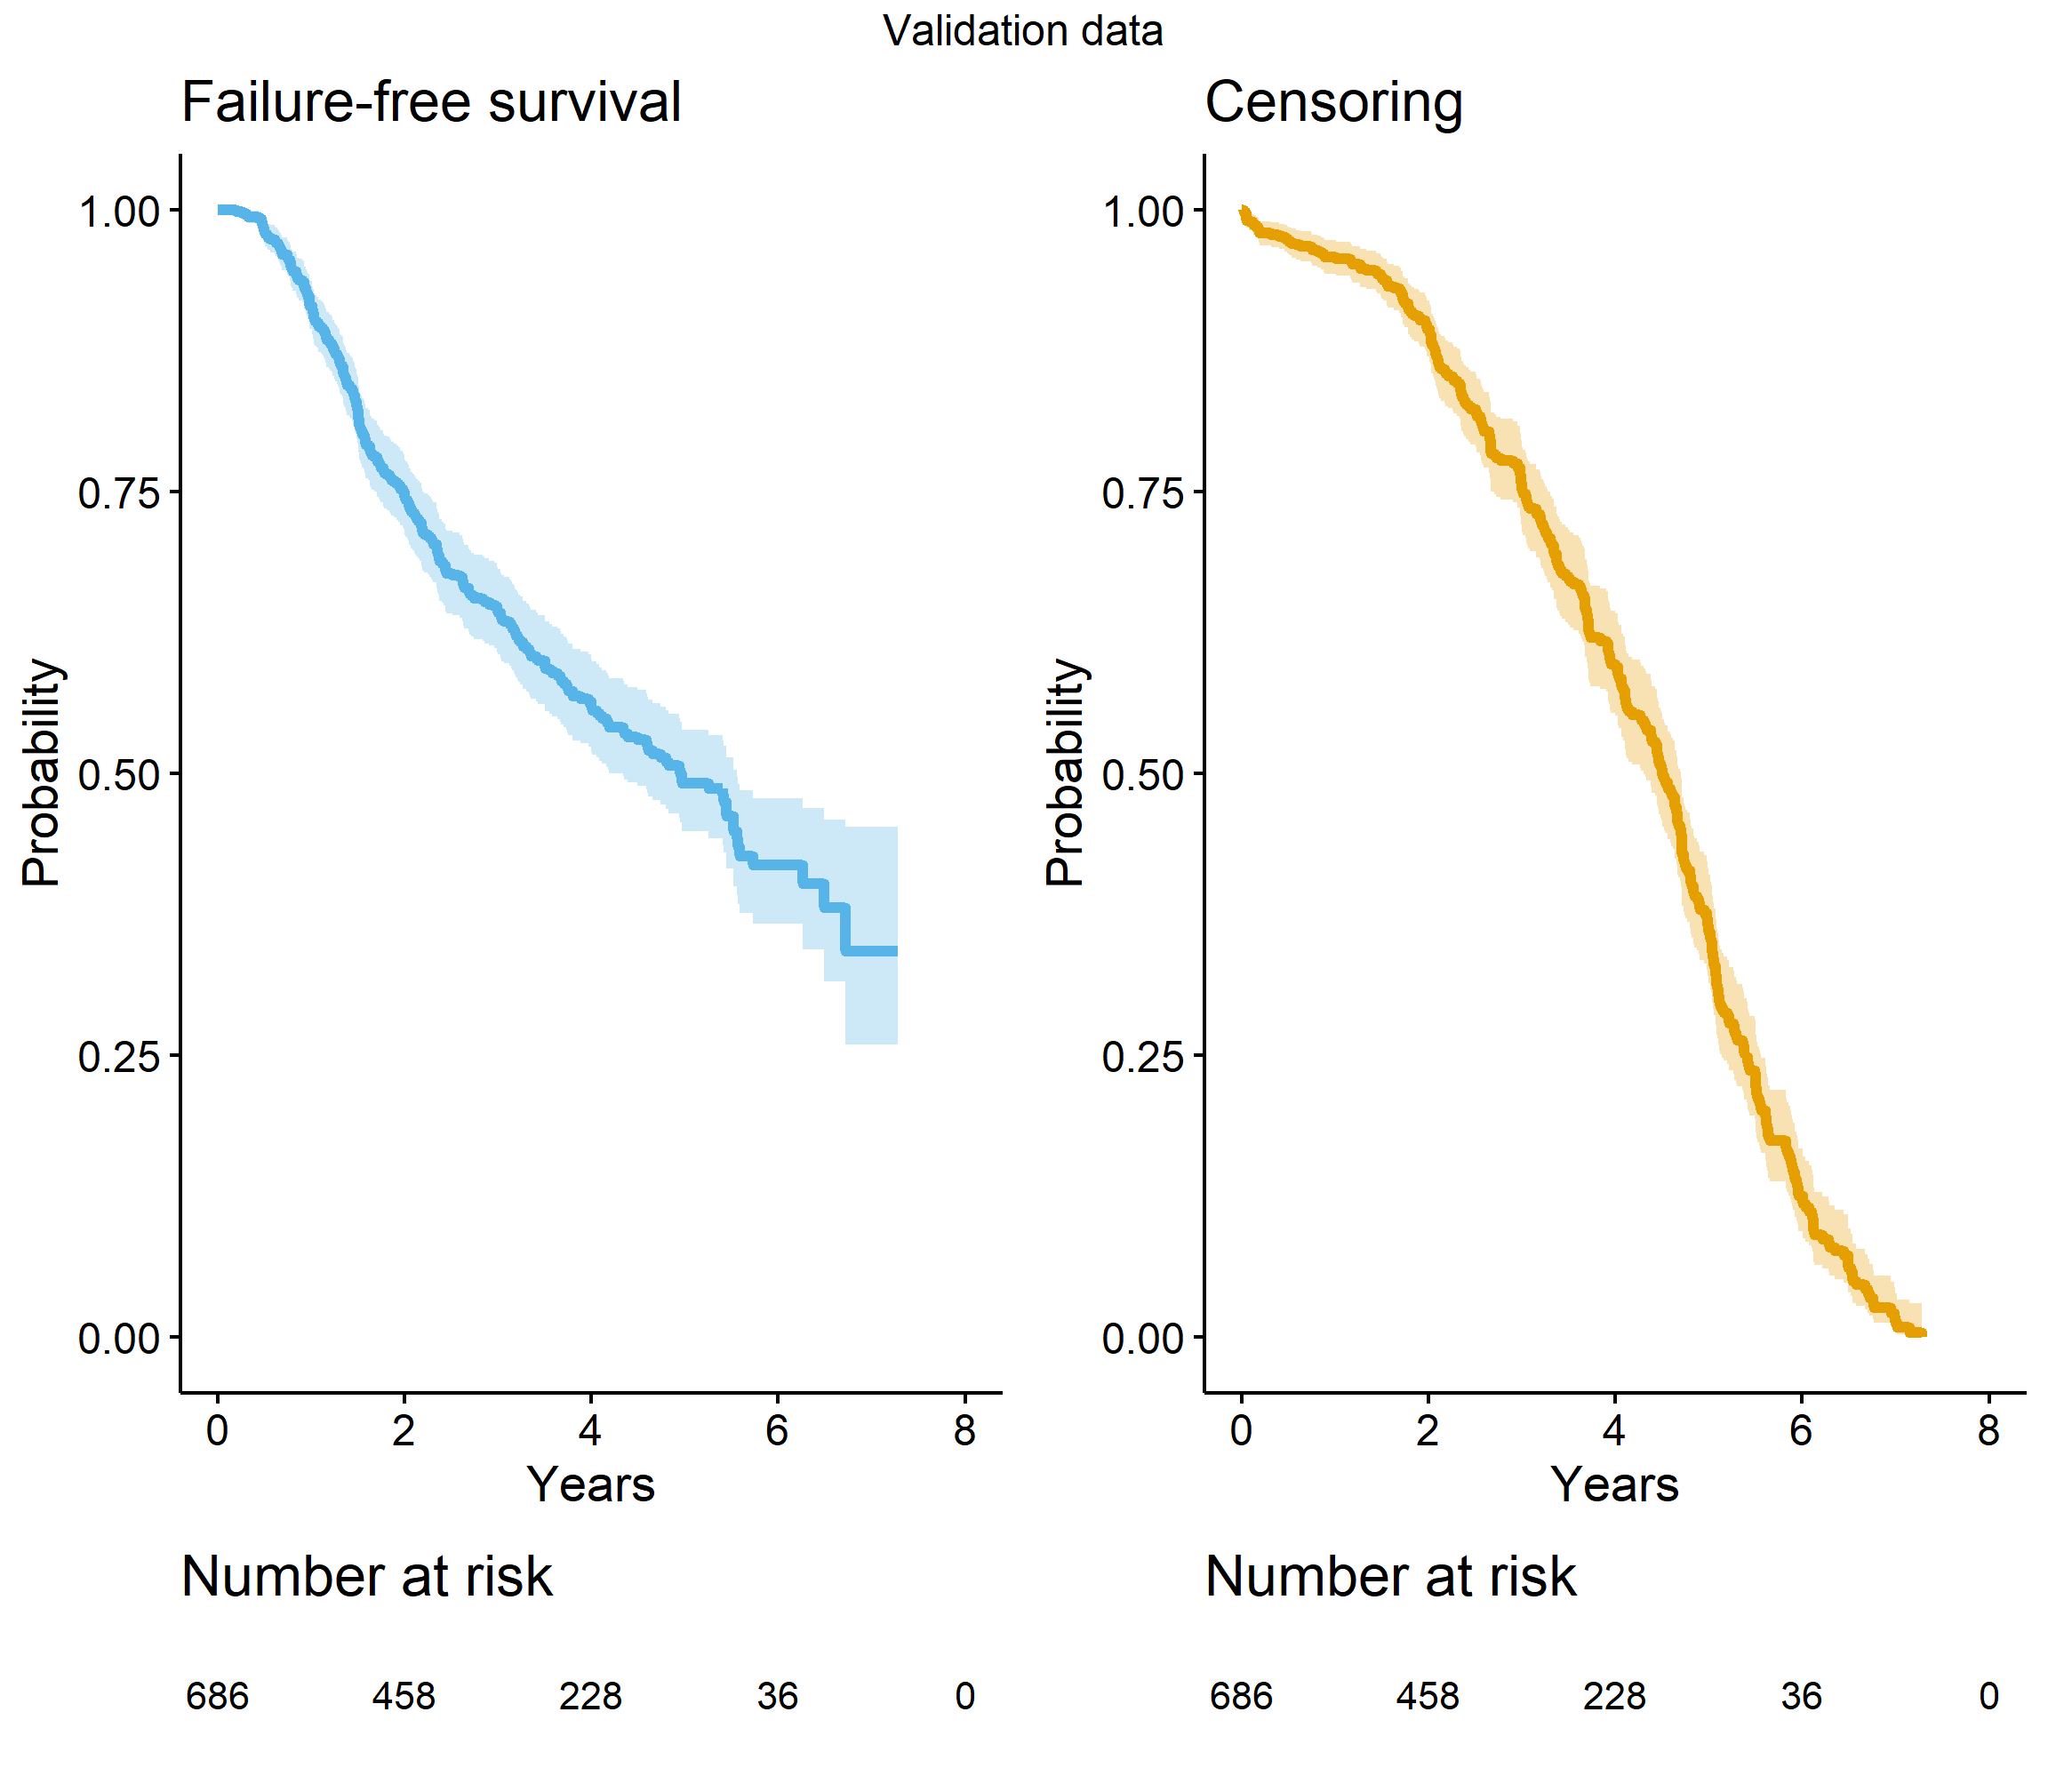 Validation data
Failure-free survival
Probability
1.00
0.75
0.50
0.25
0.00
0 2 4 6 8
Years
Number at risk
686 458 228 36 0
Censoring
Probability
1.00
0.75
0.50
0.25
0.00
0 2 4 6 8
Years
Number at risk
686 458 228 36 0